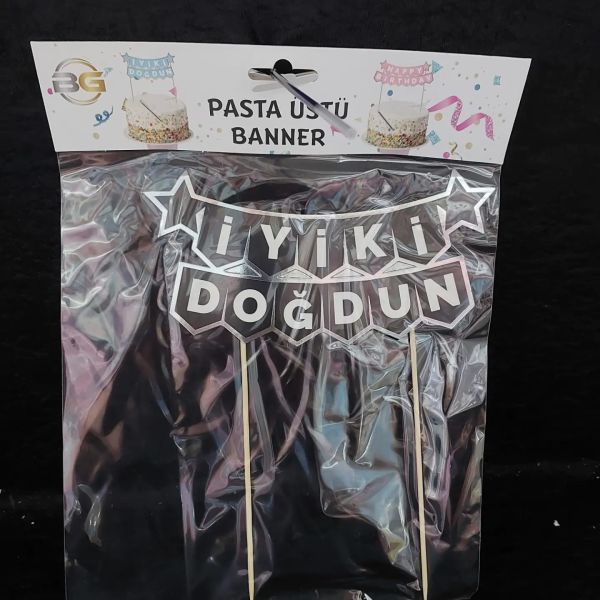 BG
İYİKİ
DOĞDUN
PASTA ÜSTÜ
BANNER
HAPPY
BIRTHDAY
İYİKİ
DOĞDUN